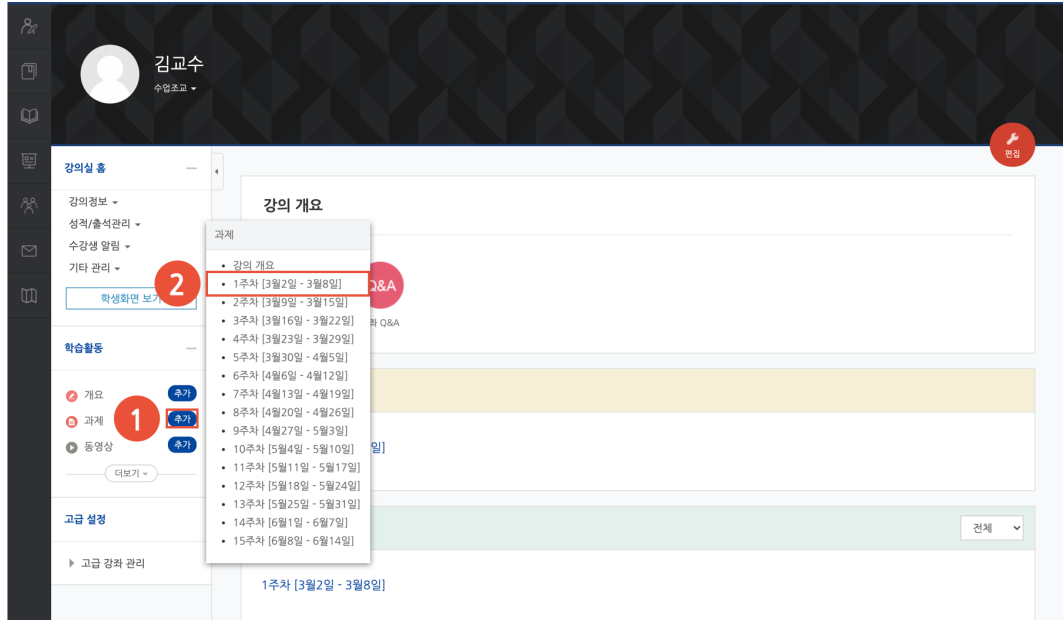 김교수
수업조교
편집
강의실 홈
강의정보
성적/출석관리
수강생 알림
기타 관리
학생화면 보기
학습활동
개요 추가
과제 추가
동영상 추가
더보기
고급 설정
고급 강좌 관리
1
2
과제
강의 개요
1주차 [3월2일 - 3월8일]
2주차 [3월9일 - 3월15일]
3주차 [3월16일 - 3월22일]
4주차 [3월23일 - 3월29일]
5주차 [3월30일 - 4월5일]
6주차 [4월6일 - 4월12일]
7주차 [4월13일 - 4월19일]
8주차 [4월20일 - 4월26일]
9주차 [4월27일 - 5월3일]
10주차 [5월4일 - 5월10일]
11주차 [5월11일 - 5월17일]
12주차 [5월18일 - 5월24일]
13주차 [5월25일 - 5월31일]
14주차 [6월1일 - 6월7일]
15주차 [6월8일 - 6월14일]
강의 개요
Q&A
좌 Q&A
일]
전체
1주차 [3월2일 - 3월8일]